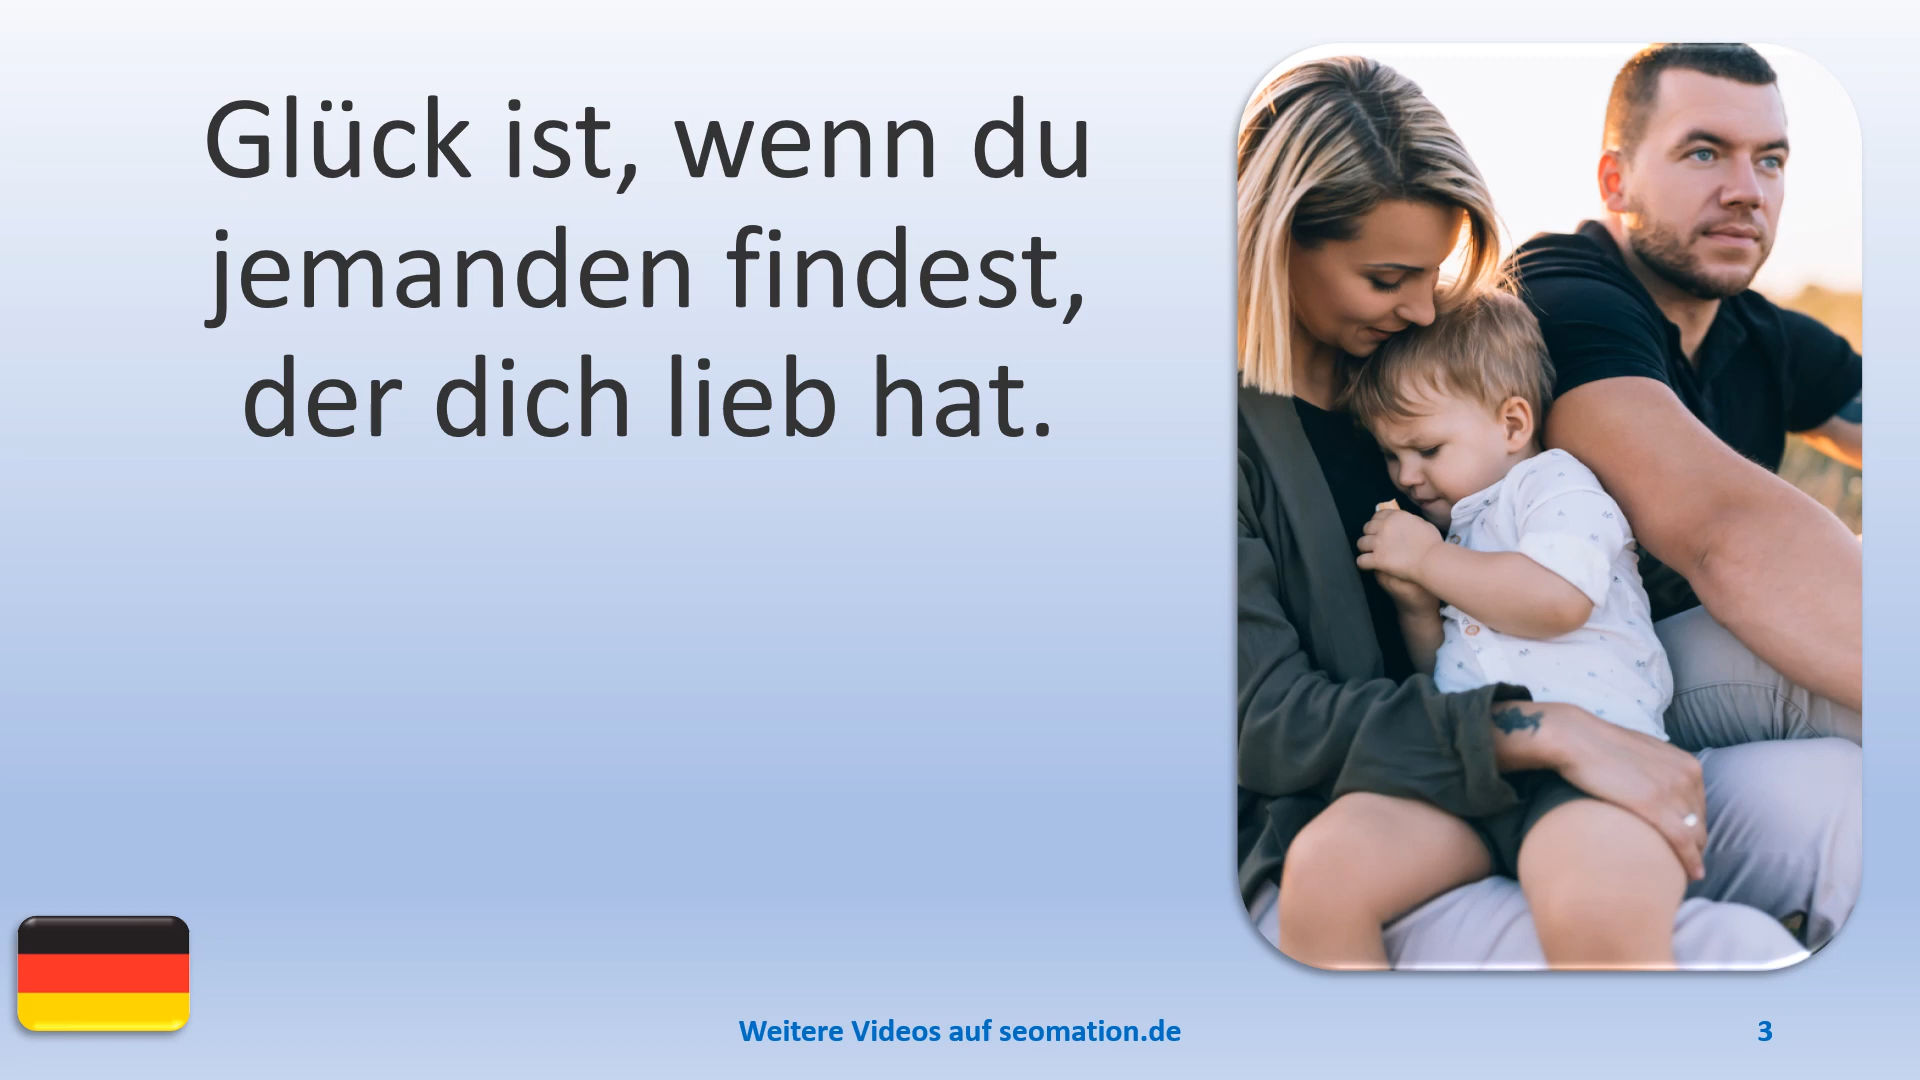 Glück ist, wenn du
jemanden findest,
der dich lieb hat.
Weitere Videos auf seomation.de
3